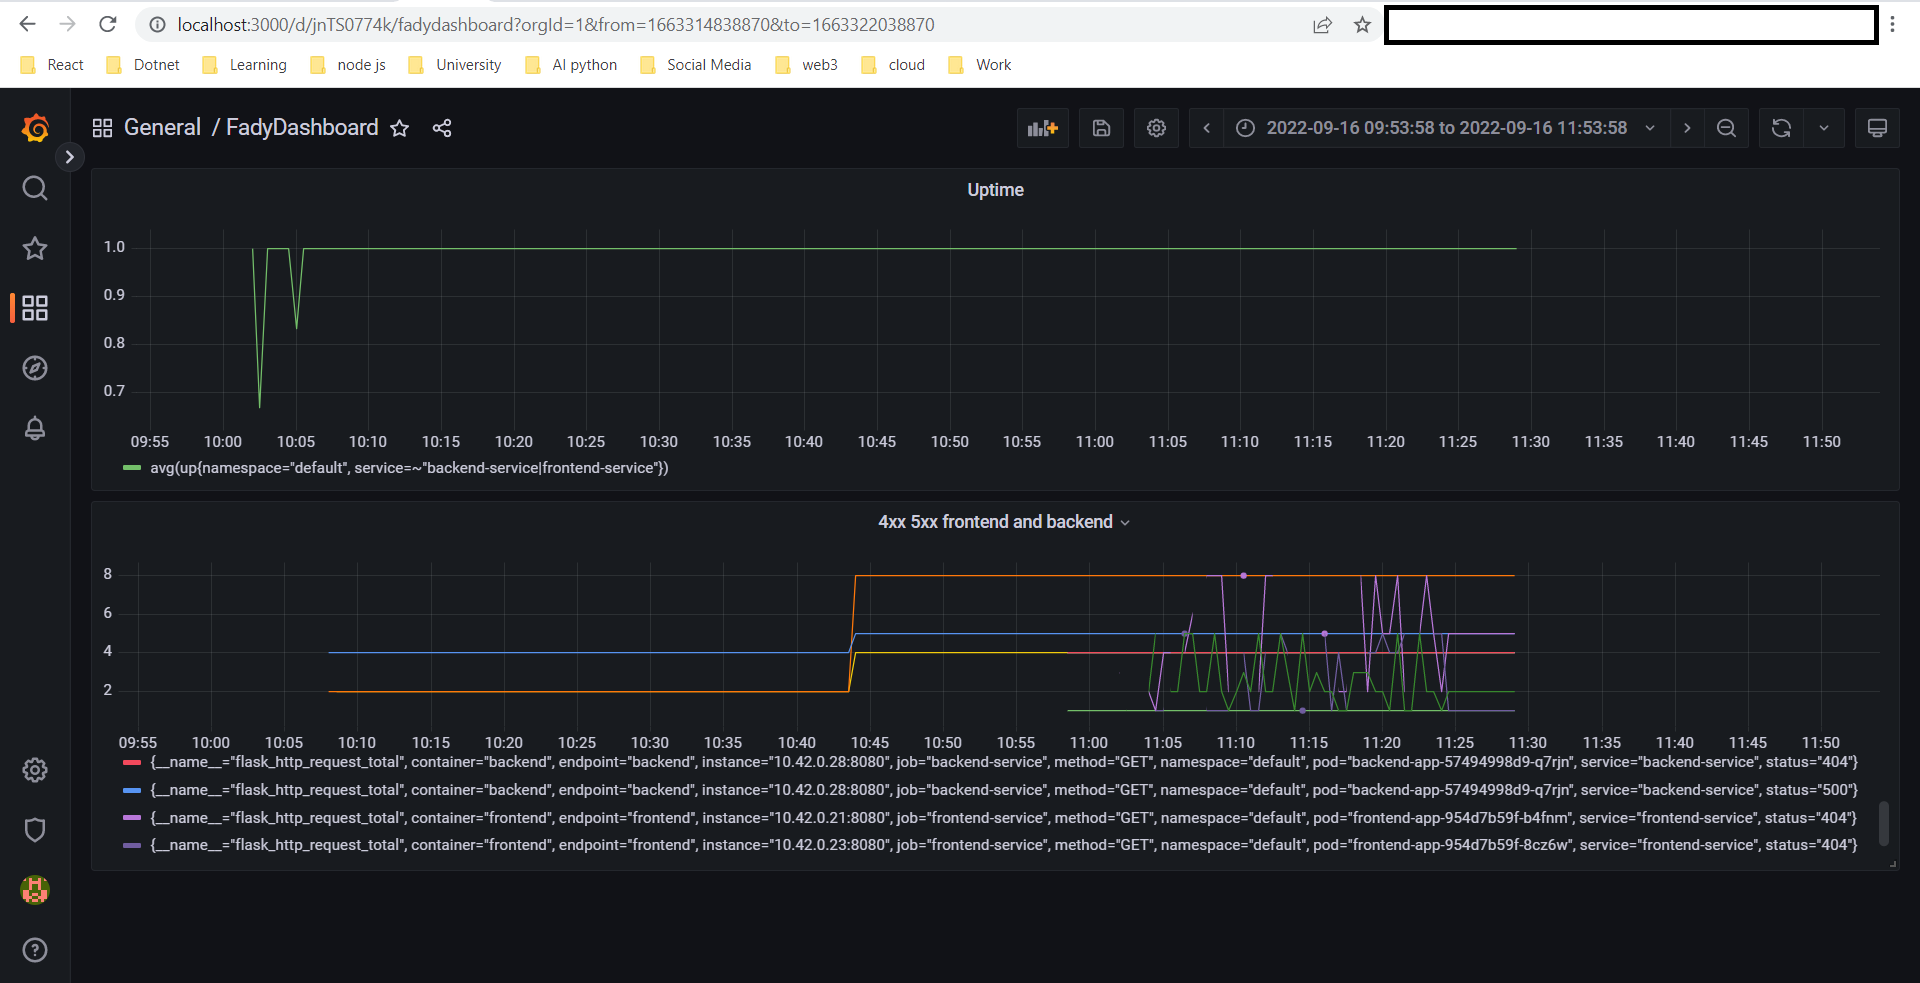 localhost:3000/d/jnTS0774k/fadydashboard?orgId=1&from=1663314838870&to=1663322038870
React Dotnet Learning node js University AI python Social Media web3 cloud Work
General / FadyDashboard 2022-09-16 09:53:58 to 2022-09-16 11:53:58
Uptime
1.0
0.9
0.8
0.7
09:55 10:00 10:05 10:10 10:15 10:20 10:25 10:30 10:35 10:40 10:45 10:50 10:55 11:00 11:05 11:10 11:15 11:20 11:25 11:30 11:35 11:40 11:45 11:50
avg(up{namespace="default", service=~"backend-service|frontend-service"})
4xx 5xx frontend and backend
8
6
4
2
09:55 10:00 10:05 10:10 10:15 10:20 10:25 10:30 10:35 10:40 10:45 10:50 10:55 11:00 11:05 11:10 11:15 11:20 11:25 11:30 11:35 11:40 11:45 11:50
{__name__="flask_http_request_total", container="backend", endpoint="backend", instance="10.42.0.28:8080", job="backend-service", method="GET", namespace="default", pod="backend-app-57494998d9-q7rjn", service="backend-service", status="404"}
{__name__="flask_http_request_total", container="backend", endpoint="backend", instance="10.42.0.28:8080", job="backend-service", method="GET", namespace="default", pod="backend-app-57494998d9-q7rjn", service="backend-service", status="500"}
{__name__="flask_http_request_total", container="frontend", endpoint="frontend", instance="10.42.0.21:8080", job="frontend-service", method="GET", namespace="default", pod="frontend-app-954d7b59f-b4fnm", service="frontend-service", status="404"}
{__name__="flask_http_request_total", container="frontend", endpoint="frontend", instance="10.42.0.23:8080", job="frontend-service", method="GET", namespace="default", pod="frontend-app-954d7b59f-8cz6w", service="frontend-service", status="404"}